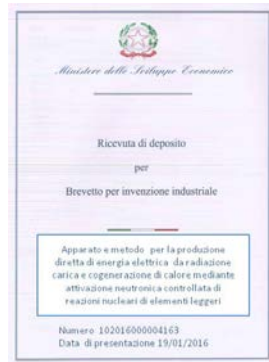 Ministero dello Sviluppo Economico
Ricevuta di deposito
per
Brevetto per invenzione industriale
Apparato e metodo per la produzione
diretta di energia elettrica da radiazione
carica e cogenerazione di calore mediante
attivazione neutronica controllata di
reazioni nucleari di elementi leggeri
Numero 102016000004163
Data di presentazione 19/01/2016